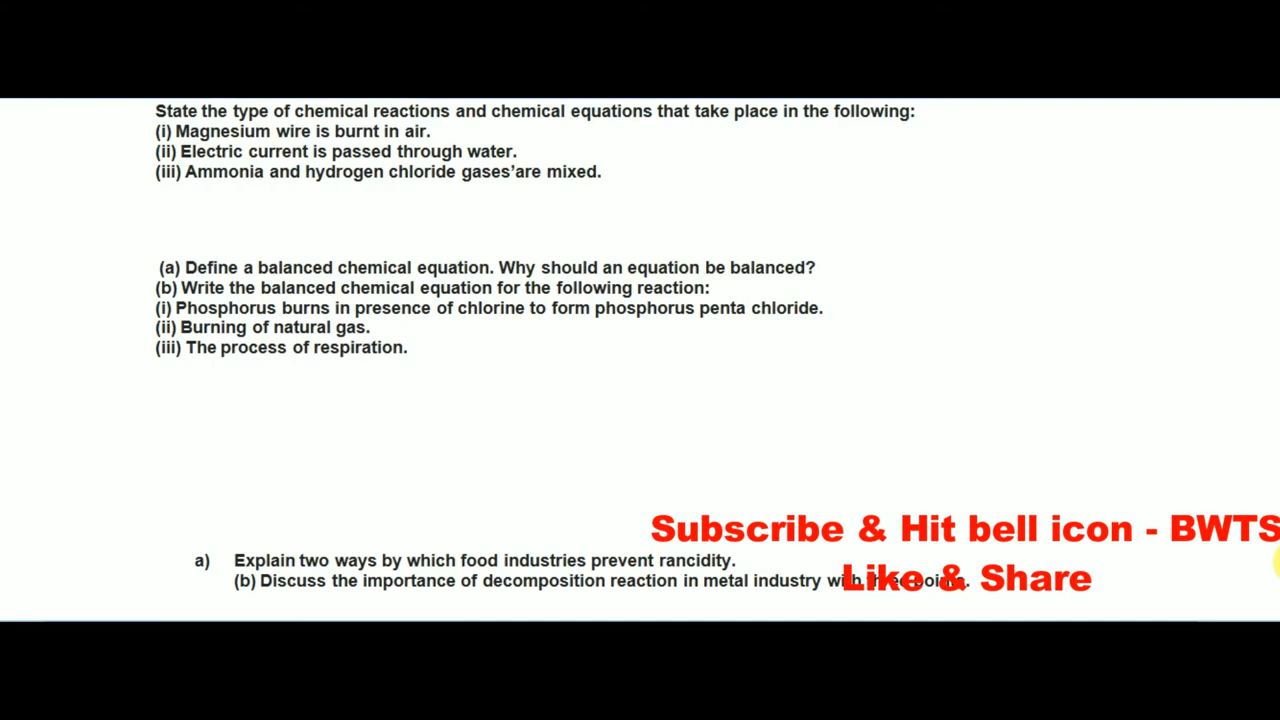 State the type of chemical reactions and chemical equations that take place in the following:
(i) Magnesium wire is burnt in air.
(ii) Electric current is passed through water.
(iii) Ammonia and hydrogen chloride gases’are mixed.
(a) Define a balanced chemical equation. Why should an equation be balanced?
(b) Write the balanced chemical equation for the following reaction:
(i) Phosphorus burns in presence of chlorine to form phosphorus penta chloride.
(ii) Burning of natural gas.
(iii) The process of respiration.
Subscribe & Hit bell icon - BWTS
a) Explain two ways by which food industries prevent rancidity.
(b) Discuss the importance of decomposition reaction in metal industry with three points.
Like & Share